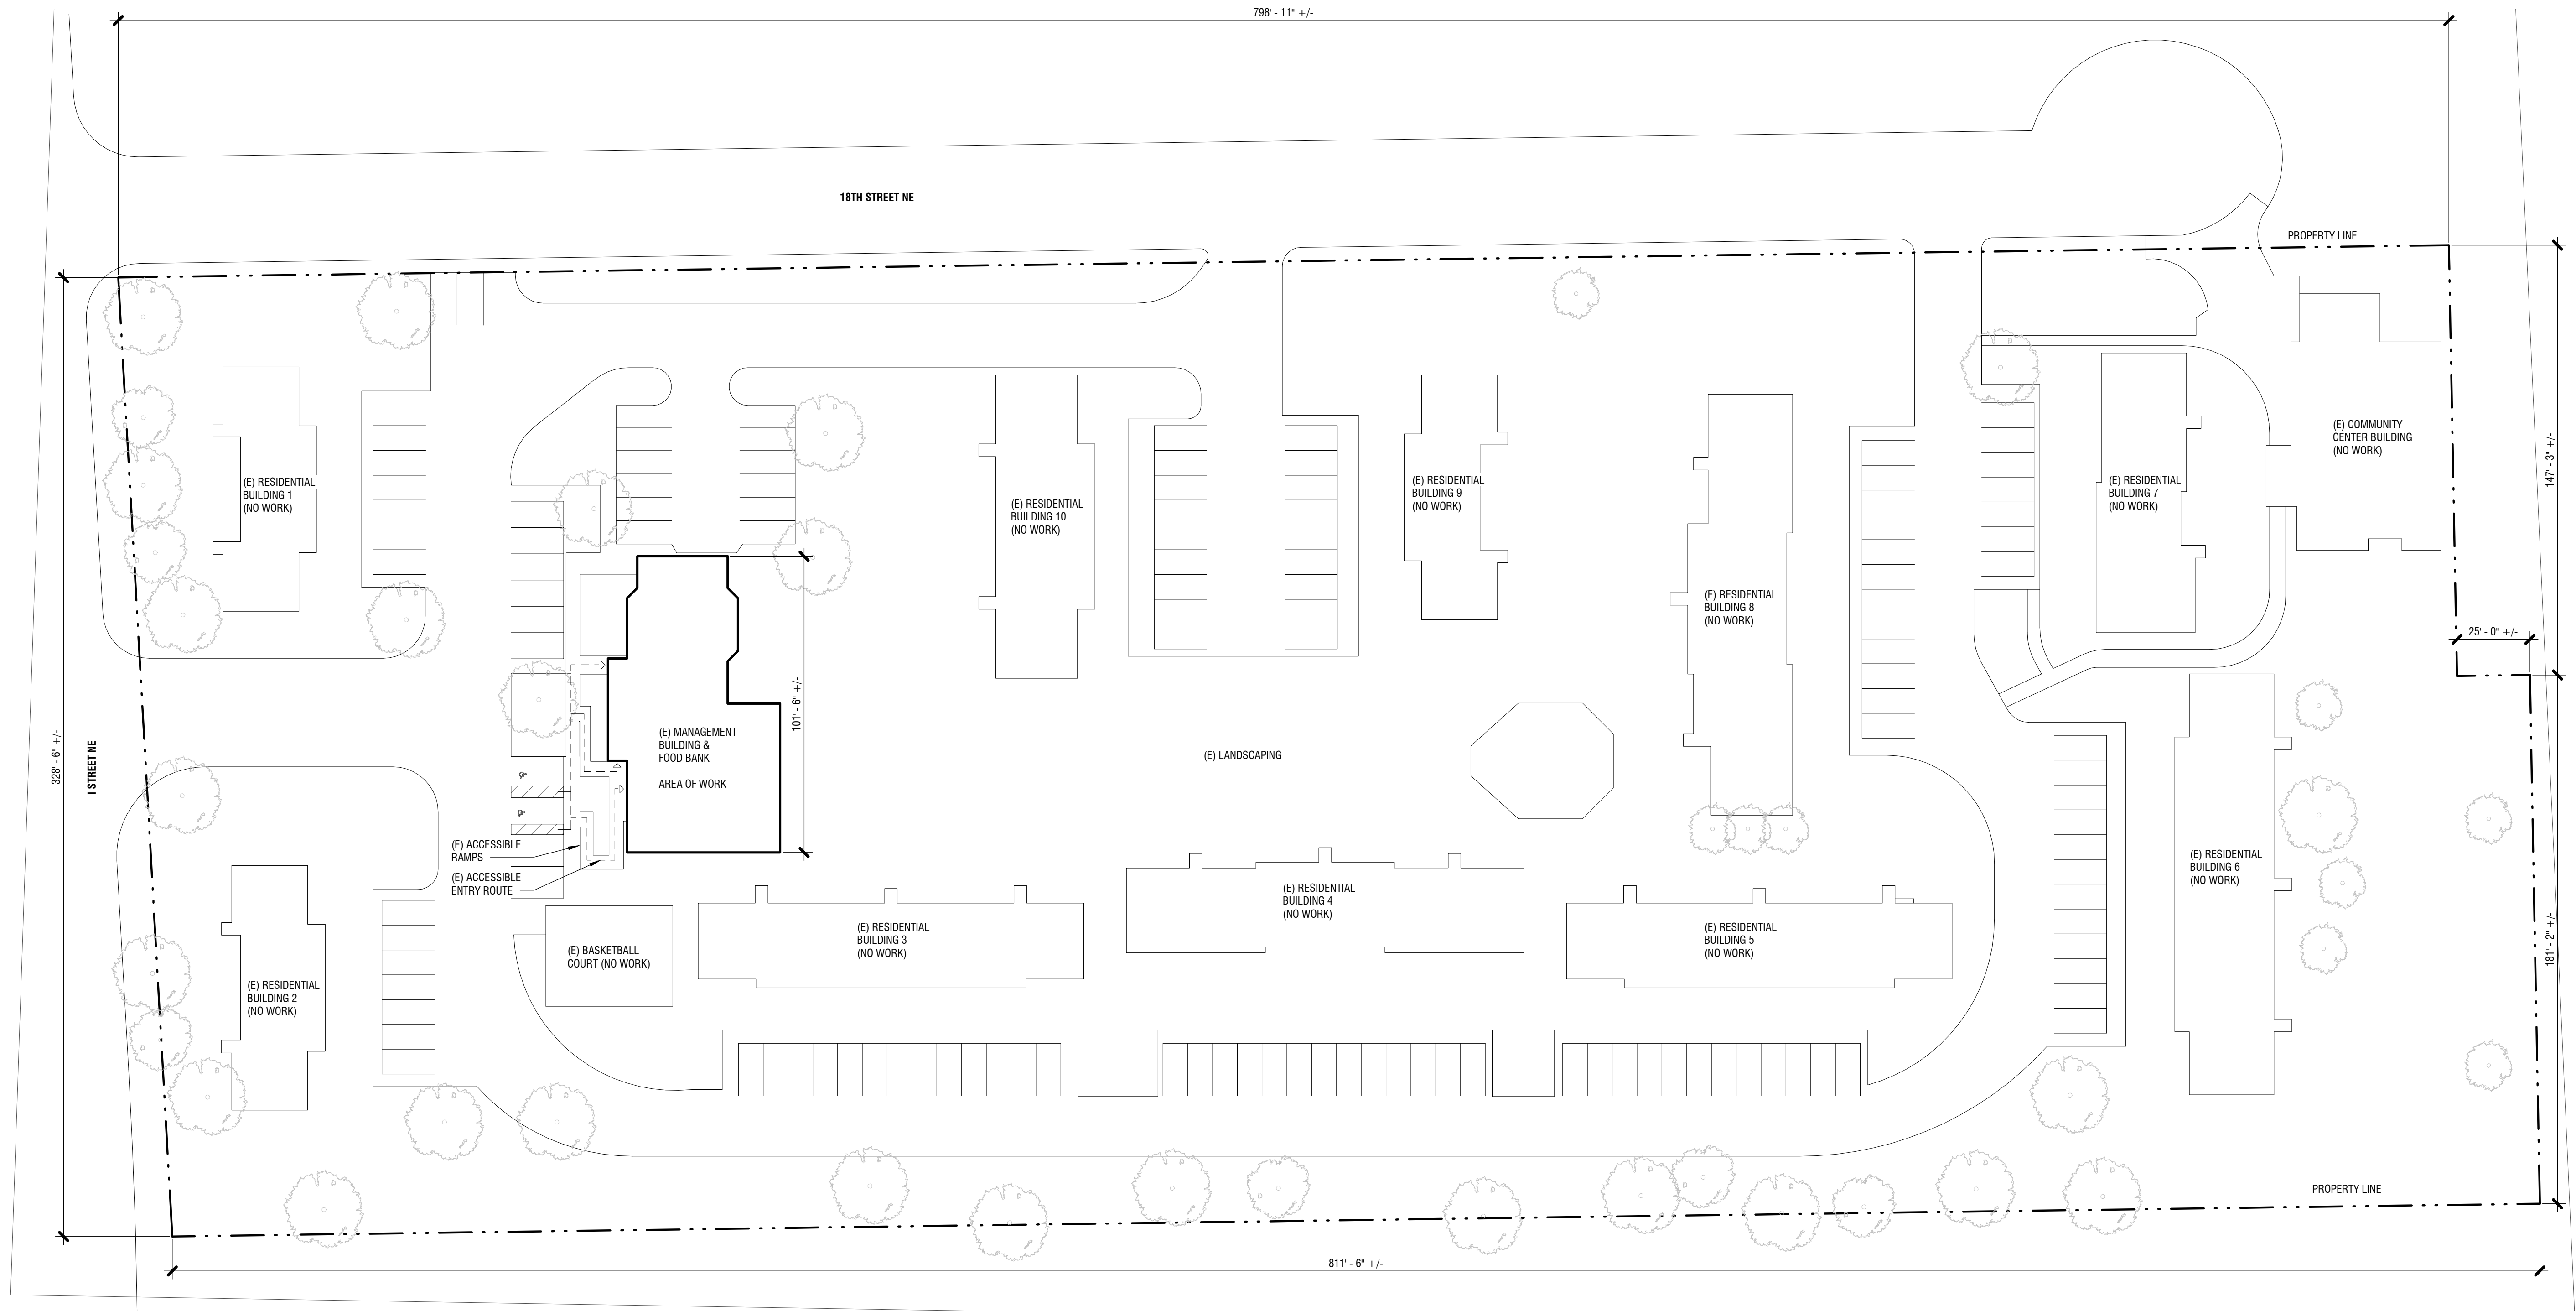 798' - 11" +/-
18TH STREET NE
PROPERTY LINE
(E) COMMUNITY
CENTER BUILDING
(NO WORK)
147' - 3" +/-
(E) RESIDENTIAL
BUILDING 1
(NO WORK)
(E) RESIDENTIAL
BUILDING 10
(NO WORK)
(E) RESIDENTIAL
BUILDING 9
(NO WORK)
(E) RESIDENTIAL
BUILDING 7
(NO WORK)
(E) RESIDENTIAL
BUILDING 8
(NO WORK)
25' - 0" +/-
101' - 6" +/-
328' - 6" +/-
I STREET NE
(E) MANAGEMENT
BUILDING &
FOOD BANK
AREA OF WORK
(E) LANDSCAPING
(E) ACCESSIBLE
RAMPS
(E) ACCESSIBLE
ENTRY ROUTE
(E) RESIDENTIAL
BUILDING 6
(NO WORK)
(E) RESIDENTIAL
BUILDING 4
(NO WORK)
(E) RESIDENTIAL
BUILDING 3
(NO WORK)
(E) RESIDENTIAL
BUILDING 5
(NO WORK)
181' - 2" +/-
(E) BASKETBALL
COURT (NO WORK)
(E) RESIDENTIAL
BUILDING 2
(NO WORK)
PROPERTY LINE
811' - 6" +/-